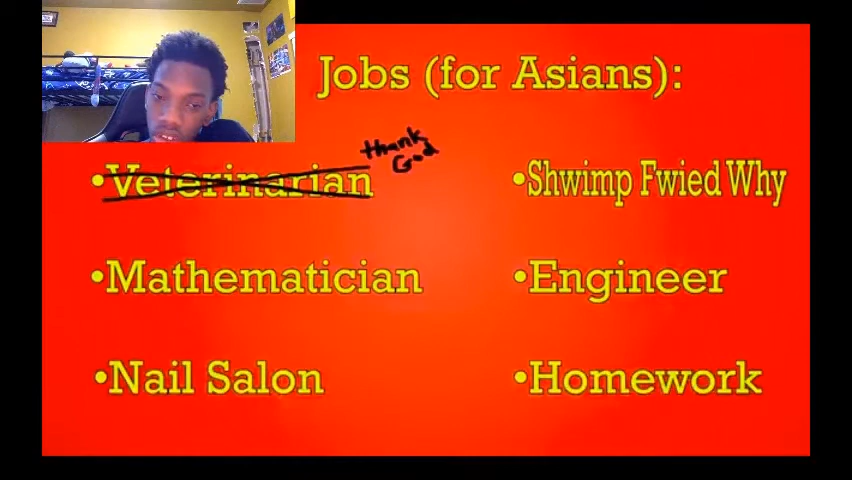 Jobs (for Asians):
•Veterinarian
thank
God
•Mathematician
•Nail Salon
•Shwimp Fwied Why
•Engineer
•Homework